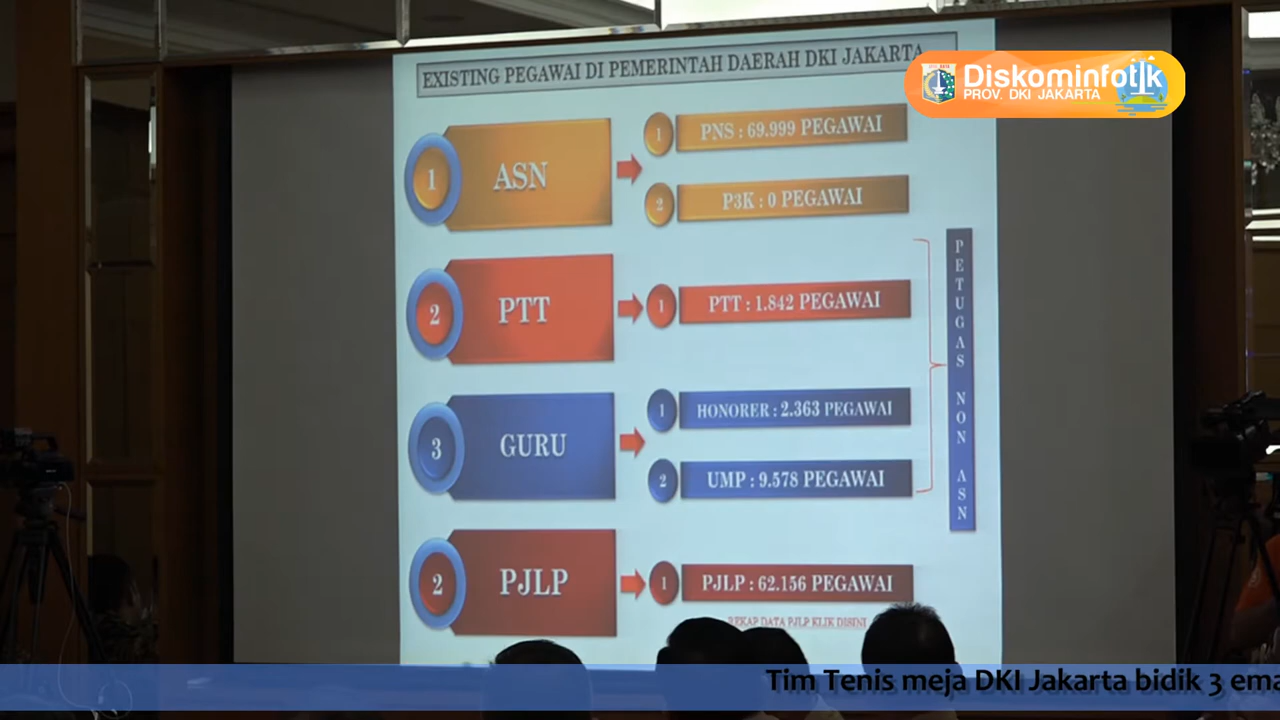 EXISTING PEGAWAI DI PEMERINTAH DAERAH DKI JAKARTA
Diskominfotik
PROV. DKI JAKARTA
1
ASN
1
PNS : 69.999 PEGAWAI
2
P3K : 0 PEGAWAI
2
PTT
1
PTT : 1.842 PEGAWAI
3
GURU
1
HONORER : 2.363 PEGAWAI
2
UMP : 9.578 PEGAWAI
PETUGAS NON ASN
2
PJLP
1
PJLP : 62.156 PEGAWAI
REKAP DATA PJLP KLIK DISINI
Tim Tenis meja DKI Jakarta bidik 3 ema